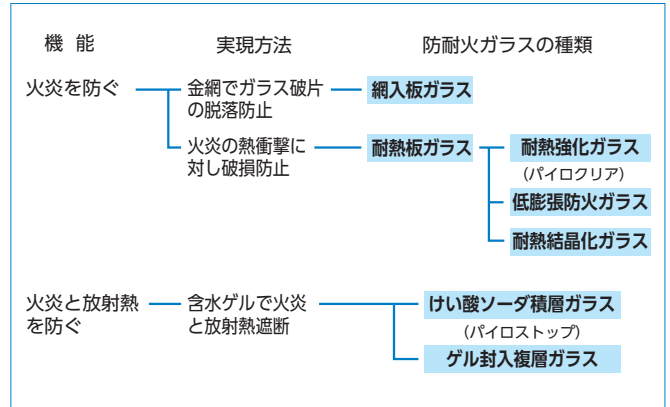 機 能 実現方法 防耐火ガラスの種類
火炎を防ぐ 金網でガラス破片 網入板ガラス
の脱落防止
火炎の熱衝撃に 耐熱板ガラス 耐熱強化ガラス
対し破損防止 (パイロクリア)
低膨張防火ガラス
耐熱結晶化ガラス
火炎と放射熱 含水ゲルで火炎 けい酸ソーダ積層ガラス
を防ぐ と放射熱遮断 (パイロストップ)
ゲル封入複層ガラス